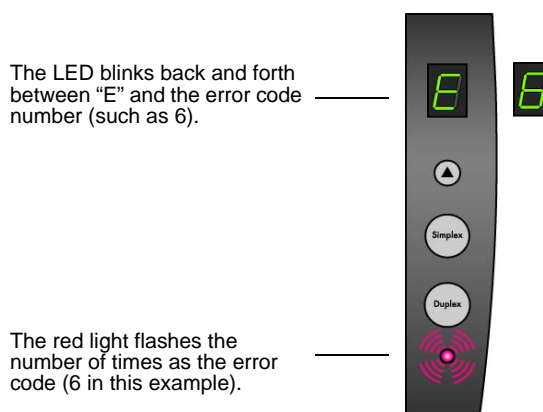 The LED blinks back and forth
between “E” and the error code
number (such as 6).
E
6
Simplex
Duplex
The red light flashes the
number of times as the error
code (6 in this example).